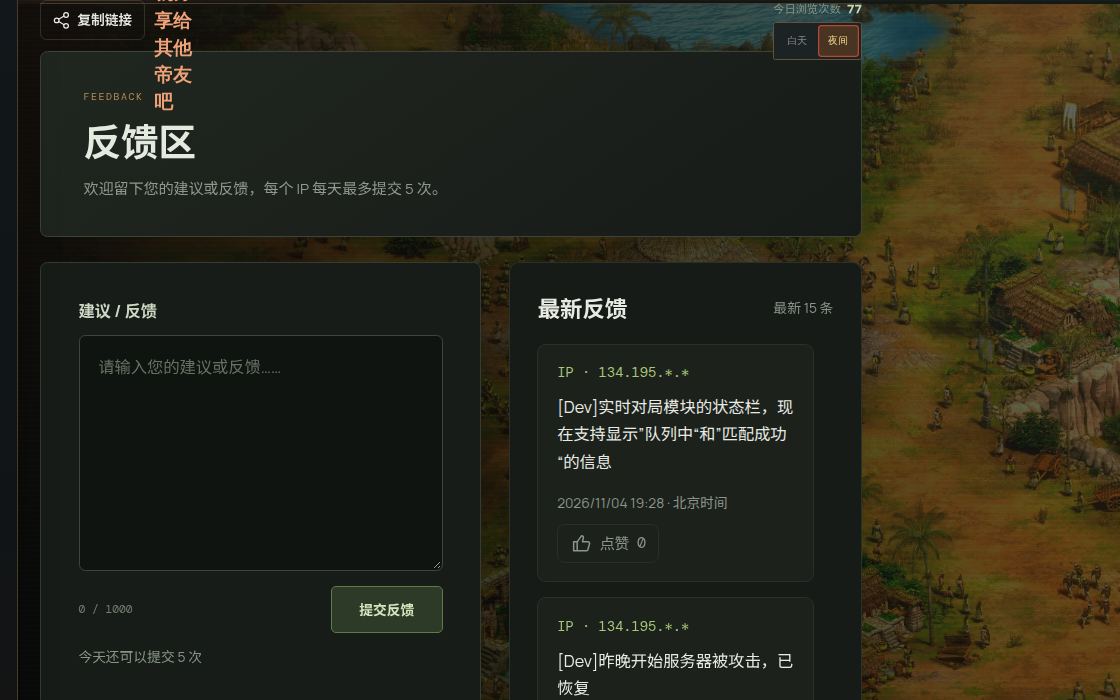 今日浏览次数 77
复制链接
享给
其他
帝友
吧
白天
夜间
FEEDBACK
反馈区
欢迎留下您的建议或反馈，每个 IP 每天最多提交 5 次。
建议 / 反馈
请输入您的建议或反馈……
0 / 1000
提交反馈
今天还可以提交 5 次
最新反馈
最新 15 条
IP · 134.195.*.*
[Dev]实时对局模块的状态栏，现
在支持显示”队列中“和”匹配成功
“的信息
2026/11/04 19:28 · 北京时间
点赞 0
IP · 134.195.*.*
[Dev]昨晚开始服务器被攻击，已
恢复